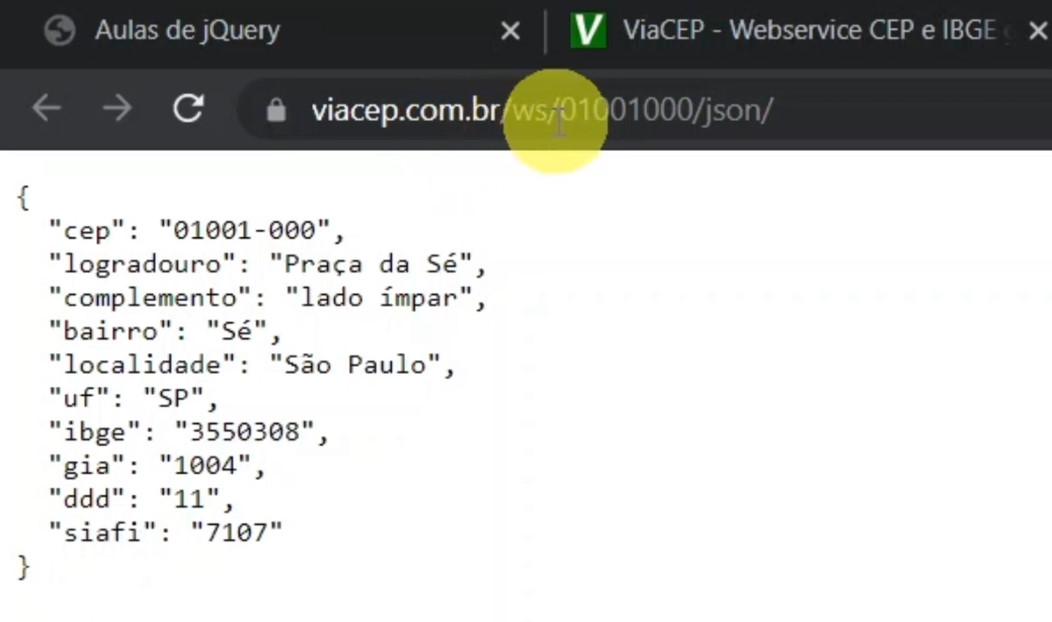 Aulas de jQuery
ViaCEP - Webservice CEP e IBGE
viacep.com.br/ws/01001000/json/
{
"cep": "01001-000",
"logradouro": "Praça da Sé",
"complemento": "lado ímpar",
"bairro": "Sé",
"localidade": "São Paulo",
"uf": "SP",
"ibge": "3550308",
"gia": "1004",
"ddd": "11",
"siafi": "7107"
}